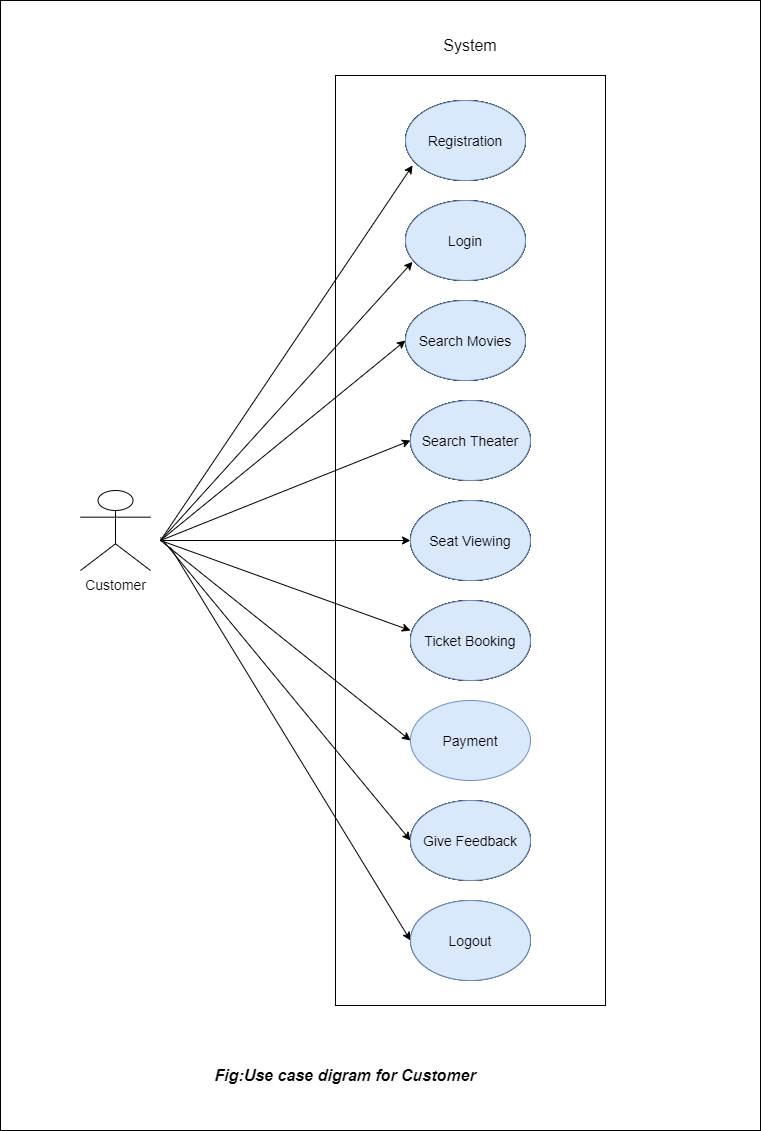 System
Registration
Login
Search Movies
Search Theater
Seat Viewing
Customer
Ticket Booking
Payment
Give Feedback
Logout
Fig:Use case digram for Customer